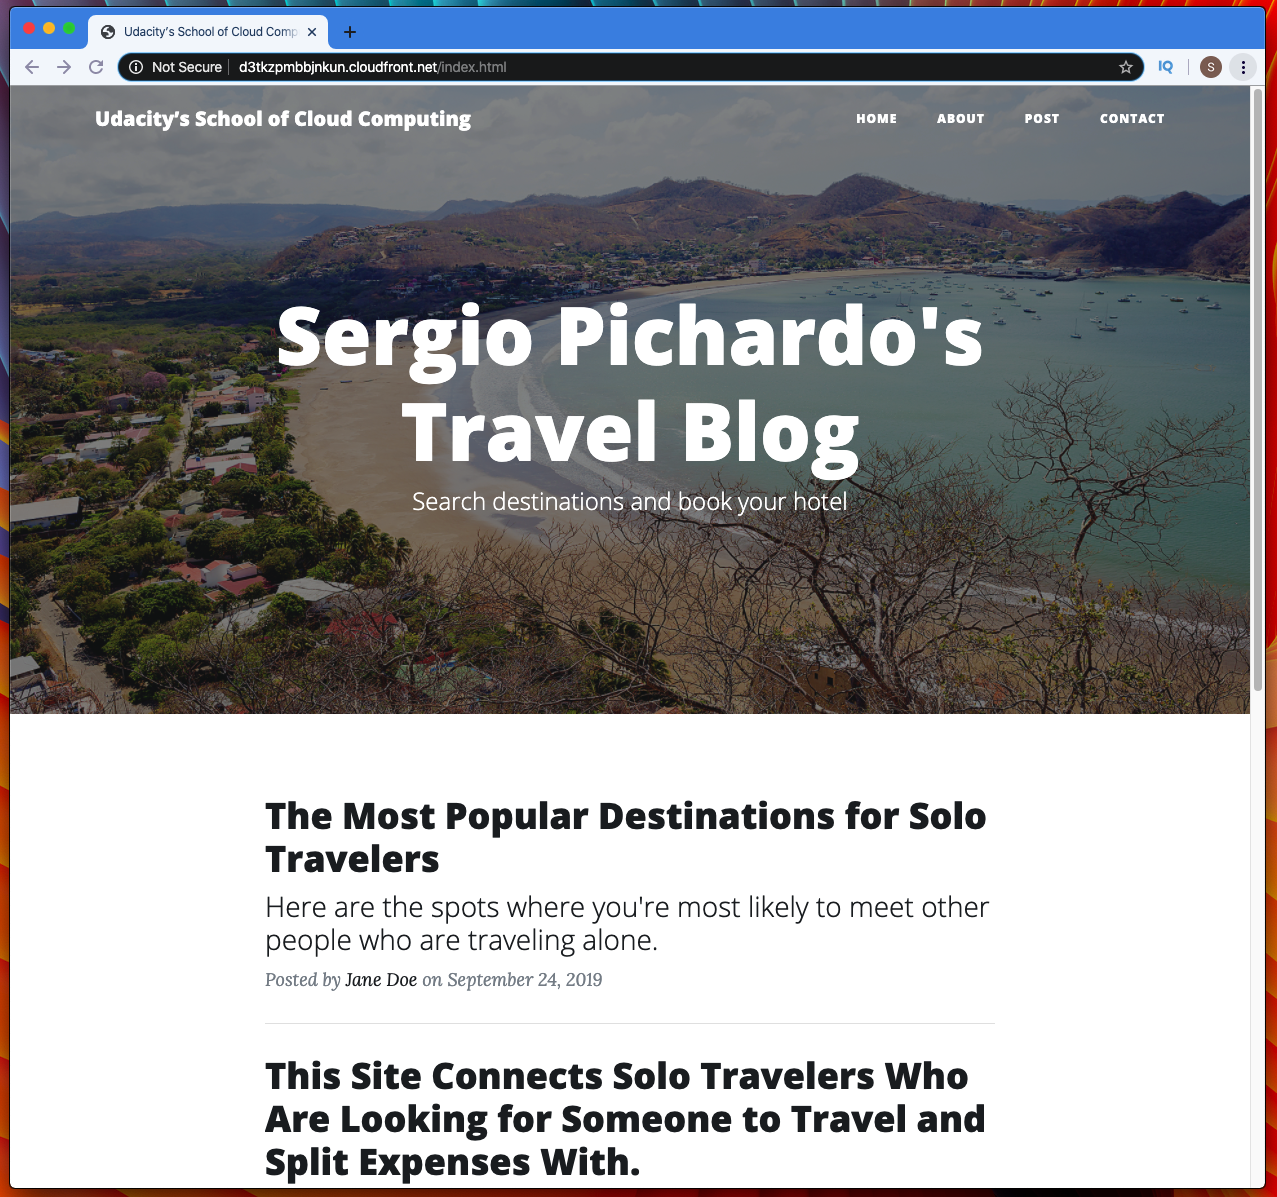 Udacity's School of Cloud Comp
Not Secure d3tkzpmbbjnkun.cloudfront.net/index.html IQ S
Udacity's School of Cloud Computing HOME ABOUT POST CONTACT
Sergio Pichardo's
Travel Blog
Search destinations and book your hotel
The Most Popular Destinations for Solo
Travelers
Here are the spots where you're most likely to meet other
people who are traveling alone.
Posted by Jane Doe on September 24, 2019
This Site Connects Solo Travelers Who
Are Looking for Someone to Travel and
Split Expenses With.